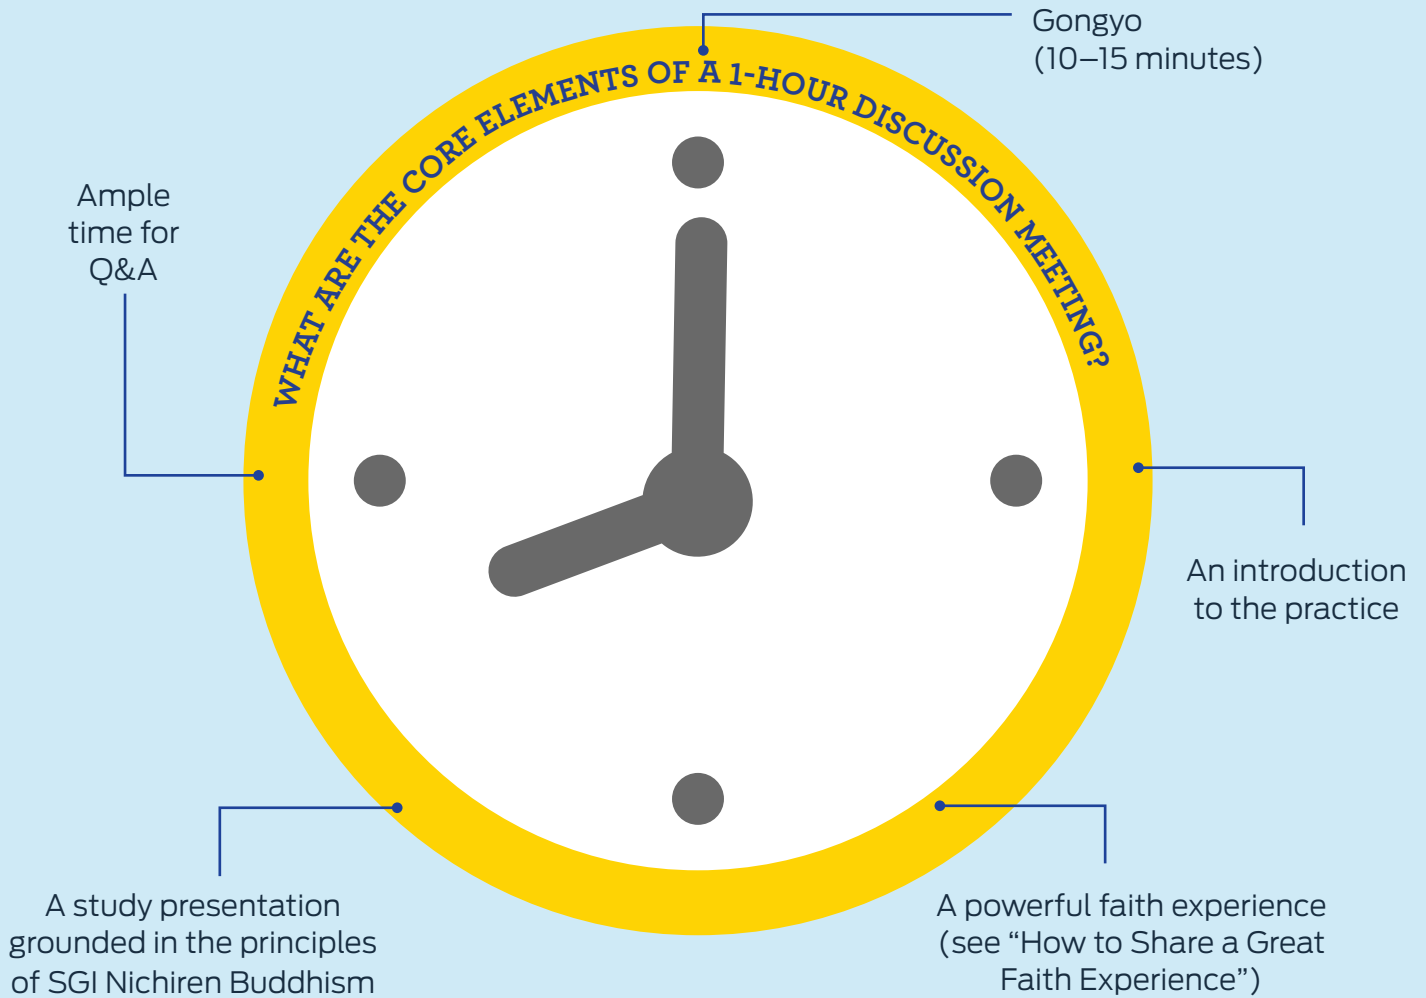 WHAT ARE THE CORE ELEMENTS OF A 1-HOUR DISCUSSION MEETING?
Gongyo
(10–15 minutes)
An introduction
to the practice
A powerful faith experience
(see “How to Share a Great
Faith Experience”)
A study presentation
grounded in the principles
of SGI Nichiren Buddhism
Ample
time for
Q&A